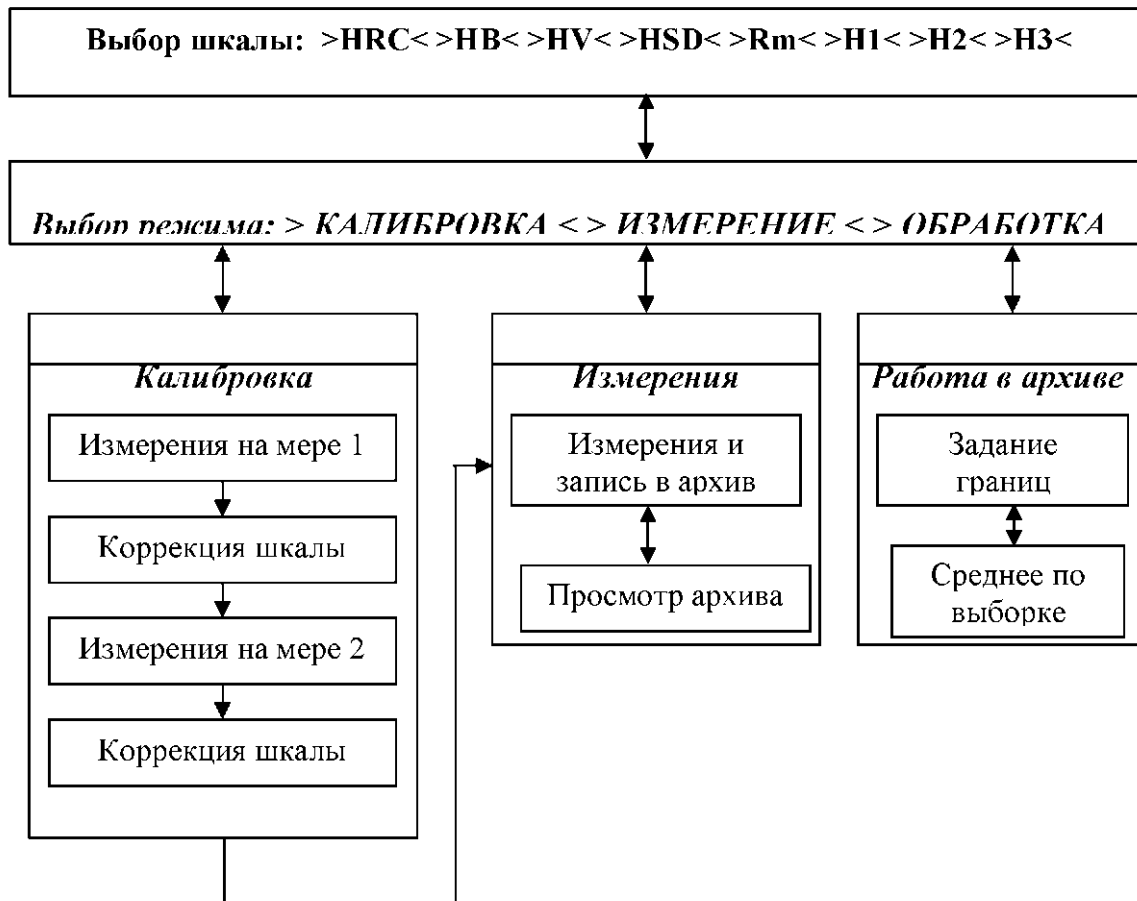 Выбор шкалы: >HRC< >HB< >HV< >HSD< >Rm< >H1< >H2< >H3<
Выбор режима: > КАЛИБРОВКА < > ИЗМЕРЕНИЕ < > ОБРАБОТКА
Калибровка
Измерения на мере 1
Коррекция шкалы
Измерения на мере 2
Коррекция шкалы
Измерения
Измерения и
запись в архив
Просмотр архива
Работа в архиве
Задание
границ
Среднее по
выборке